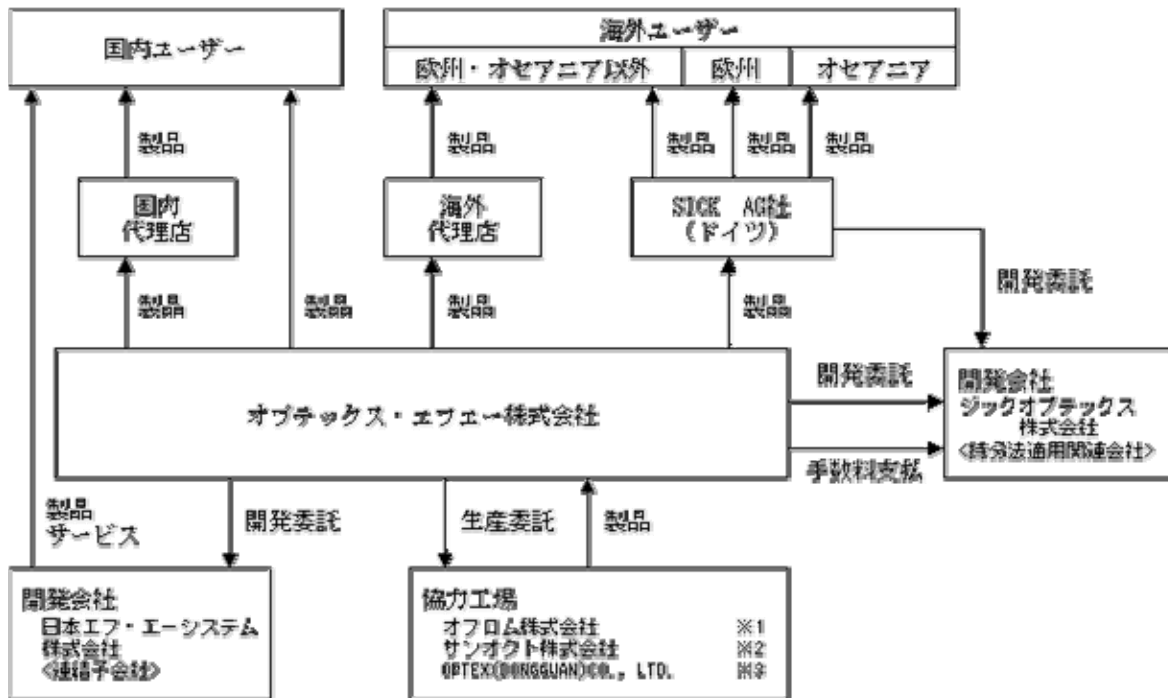 国内ユーザー
海外ユーザー
欧州・オセアニア以外
欧州
オセアニア
製品
製品
製品
製品
製品
国内
代理店
海外
代理店
SICK AG社
(ドイツ)
開発委託
製品
製品
製品
製品
オプテックス・エフエー株式会社
開発委託
手数料支払
開発会社
ジックオプテックス
株式会社
<持分法適用関連会社>
製品
サービス
開発委託
生産委託
製品
開発会社
日本エフ・エーシステム
株式会社
<連結子会社>
協力工場
オフロム株式会社 ※1
サンオクト株式会社 ※2
OPTEX(DONGGUAN)CO., LTD. ※3